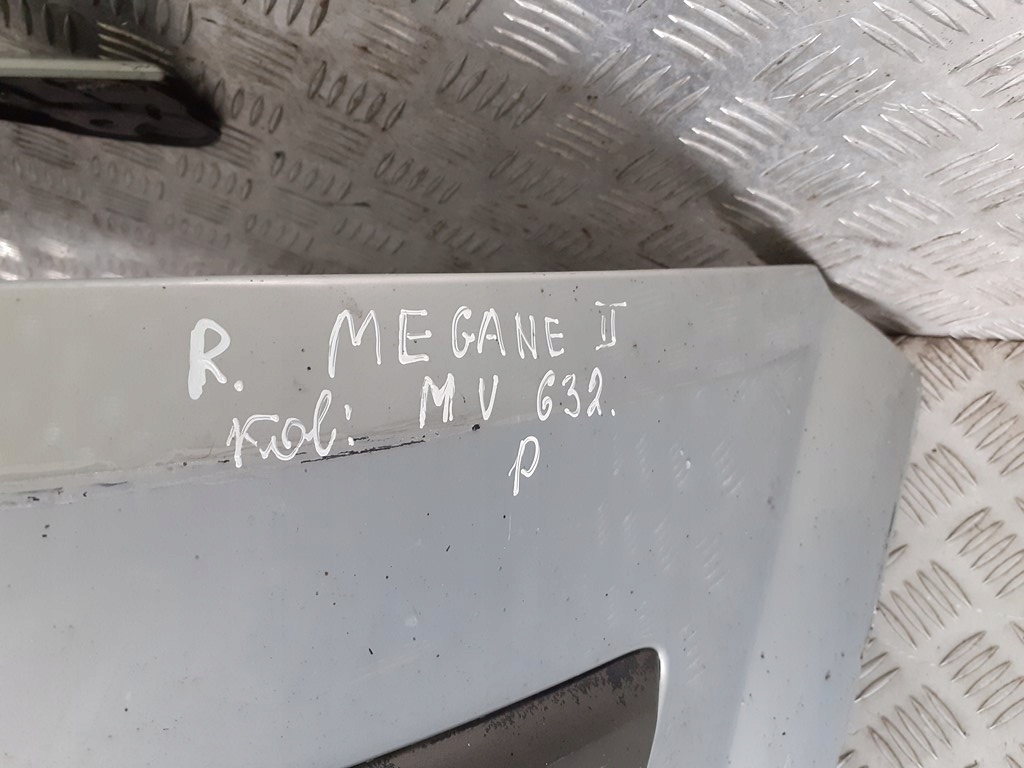 R. MEGANE II
Kol: MV 632.
P